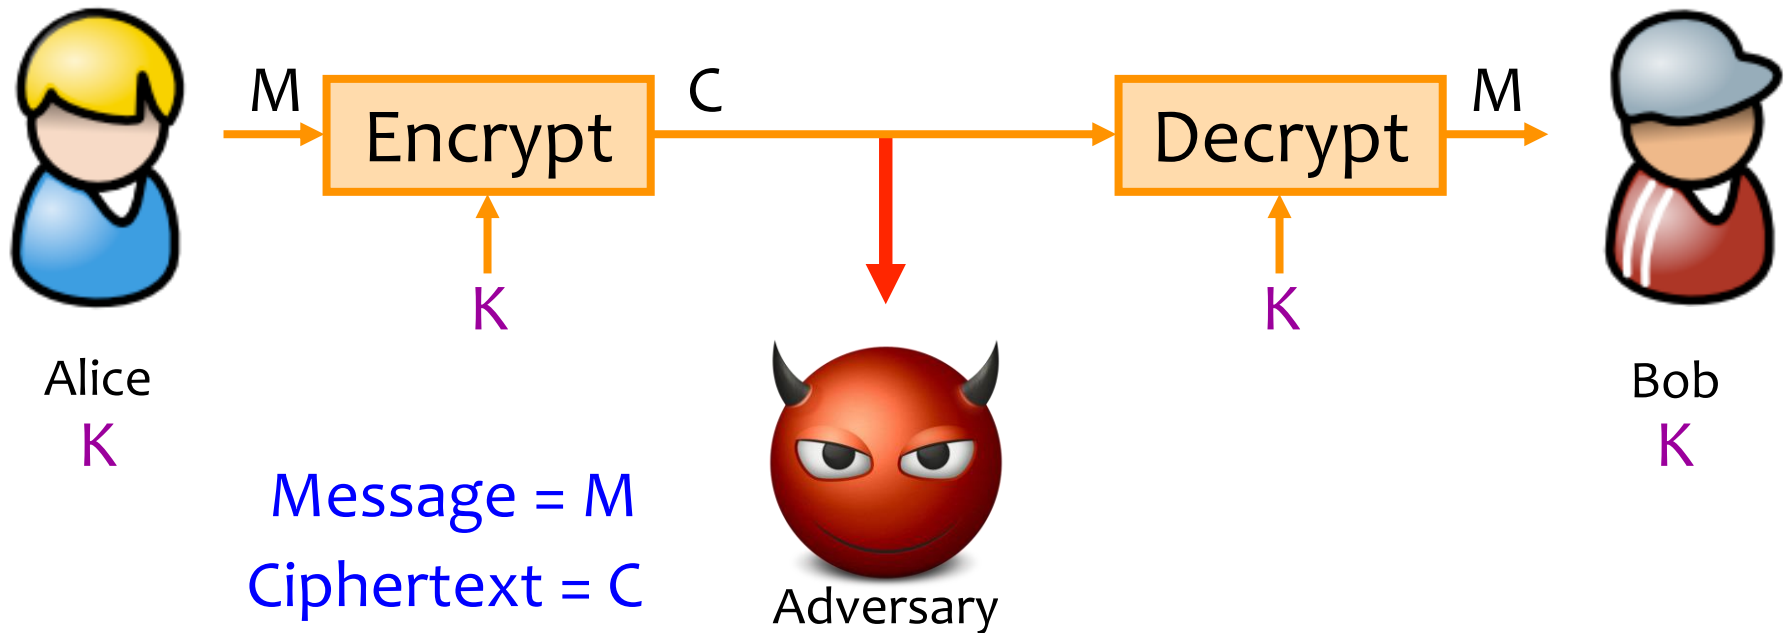 M
Encrypt
C
Decrypt
M
K
K
Alice
K
Bob
K
Message = M
Ciphertext = C
Adversary